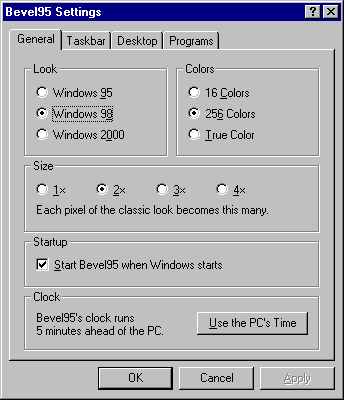 Bevel95 Settings
General Taskbar Desktop Programs
Look
Windows 95
Windows 98
Windows 2000
Colors
16 Colors
256 Colors
True Color
Size
1× 2× 3× 4×
Each pixel of the classic look becomes this many.
Startup
Start Bevel95 when Windows starts
Clock
Bevel95's clock runs
5 minutes ahead of the PC.
Use the PC's Time
OK Cancel Apply